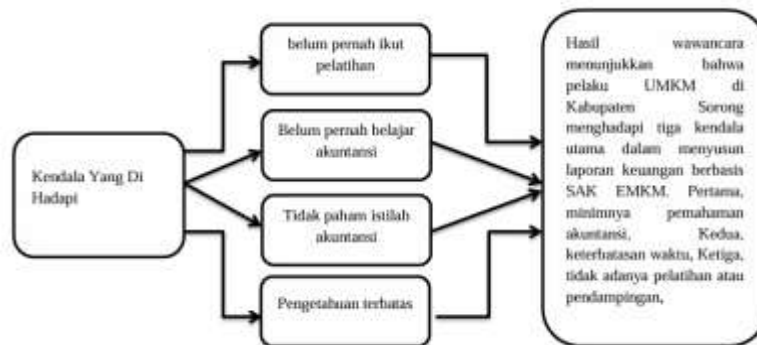 Kendala Yang Di
Hadapi
belum pernah ikut
pelatihan
Belum pernah belajar
akuntansi
Tidak paham istilah
akuntansi
Pengetahuan terbatas
Hasil wawancara
menunjukkan bahwa
pelaku UMKM di
Kabupaten Sorong
menghadapi tiga kendala
utama dalam menyusun
laporan keuangan berbasis
SAK EMKM. Pertama,
minimnya pemahaman
akuntansi, Kedua,
keterbatasan waktu, Ketiga,
tidak adanya pelatihan atau
pendampingan,